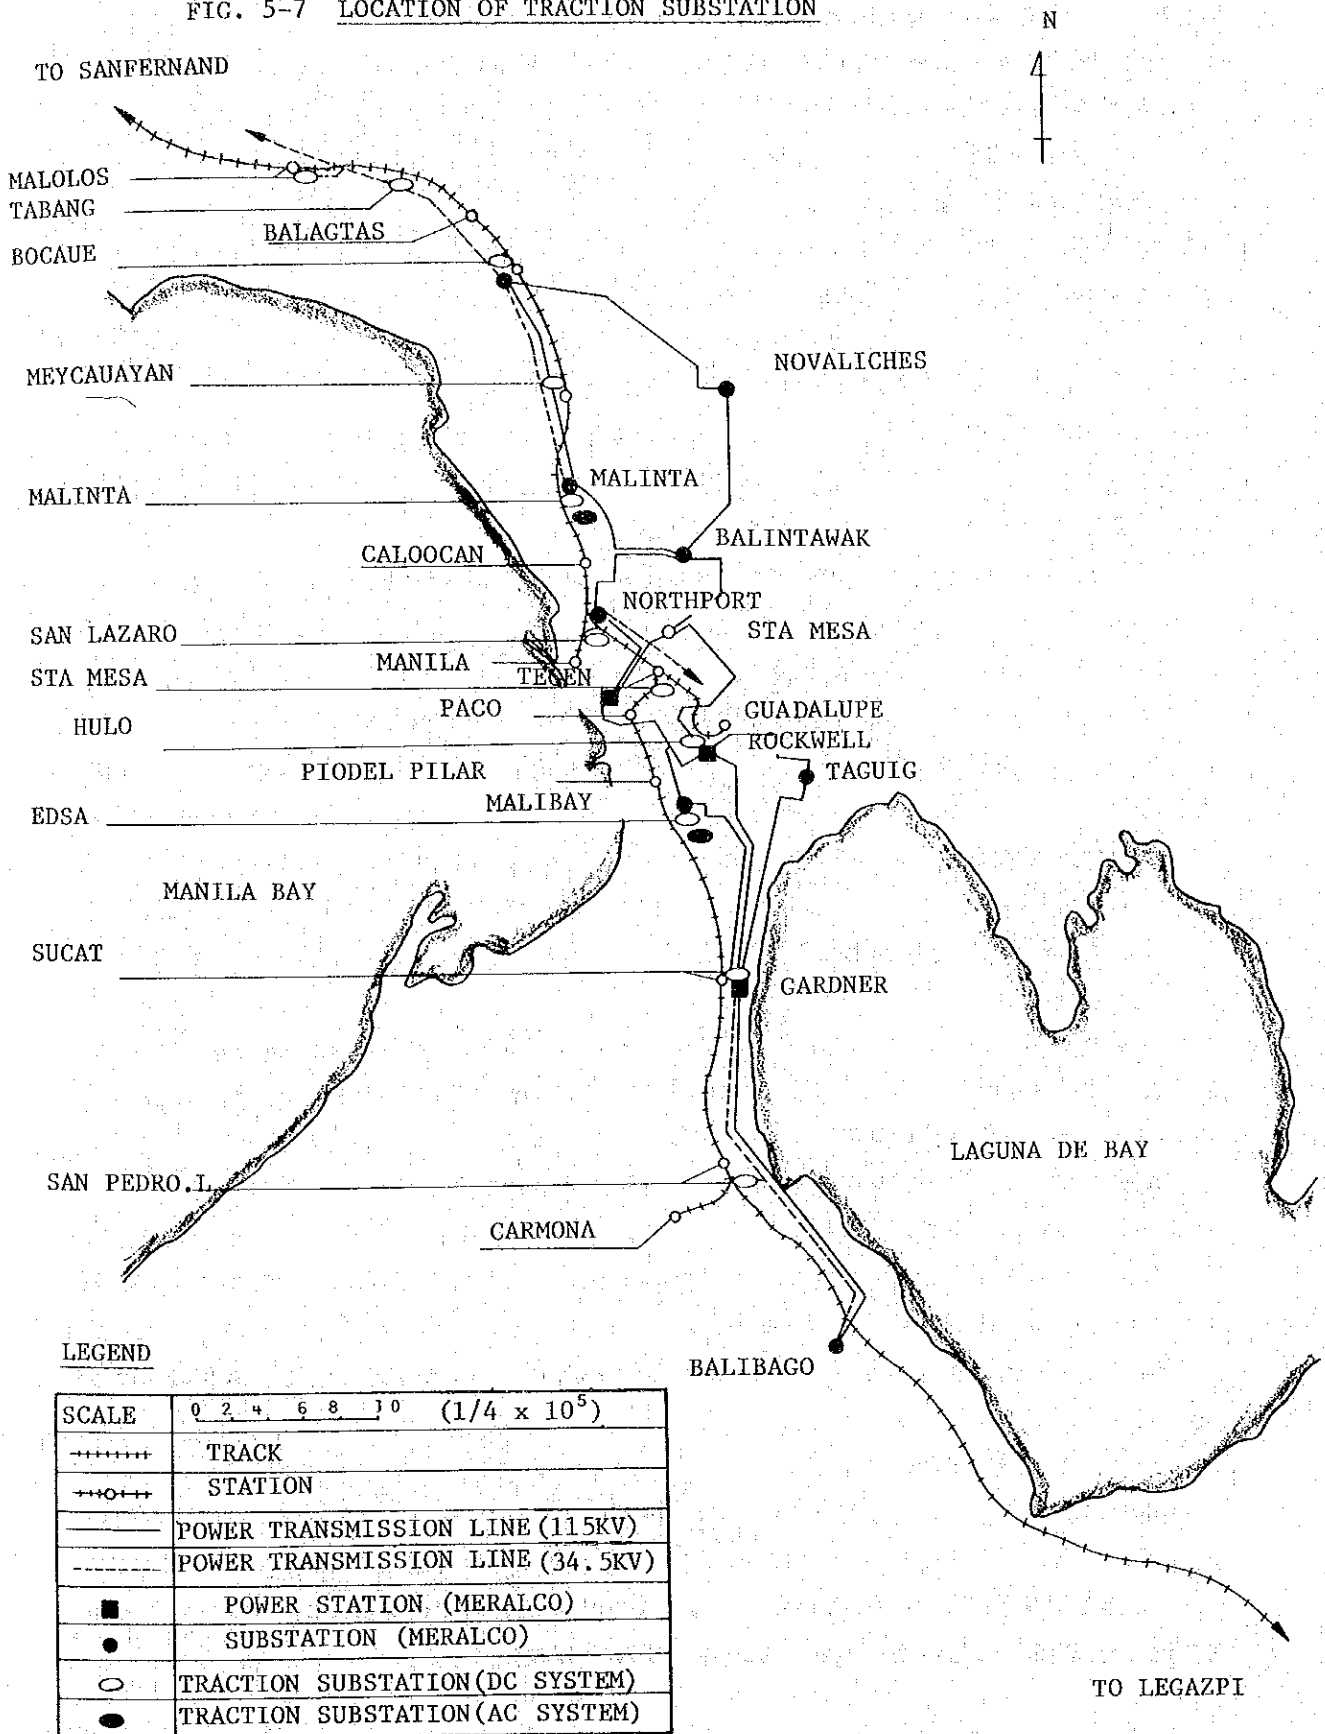 FIG. 5-7 LOCATION OF TRACTION SUBSTATION
N
TO SANFERNAND
MALOLOS
TABANG
BALAGTAS
BOCAUE
NOVALICHES
MEYCAUAYAN
MALINTA
MALINTA
BALINTAWAK
CALOOCAN
NORTHPORT
SAN LAZARO
STA MESA
MANILA
STA MESA
TEGEN
PACO
GUADALUPE
HULO
ROCKWELL
PIODEL PILAR
TAGUIG
MALIBAY
EDSA
MANILA BAY
SUCAT
GARDNER
LAGUNA DE BAY
SAN PEDRO.L
CARMONA
BALIBAGO
LEGEND
SCALE 0 2 4 6 8 10 (1/4 x 10⁵)
TRACK
STATION
POWER TRANSMISSION LINE (115KV)
POWER TRANSMISSION LINE (34.5KV)
POWER STATION (MERALCO)
SUBSTATION (MERALCO)
TRACTION SUBSTATION (DC SYSTEM)
TRACTION SUBSTATION (AC SYSTEM)
TO LEGAZPI